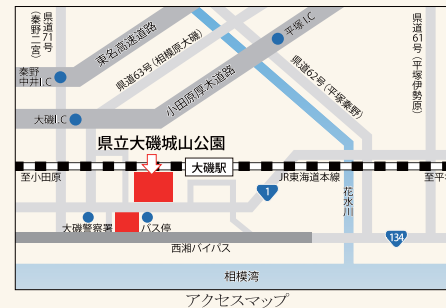 県道71号
(秦野二宮)
東名高速道路
県道63号(相模原大磯)
平塚I.C
県道61号(平塚伊勢原)
県道62号(平塚秦野)
秦野
中井I.C
小田原厚木道路
大磯I.C
県立大磯城山公園
大磯駅
至小田原
JR東海道本線
至平
1
花水川
大磯警察署
バス停
134
西湘バイパス
相模湾
アクセスマップ